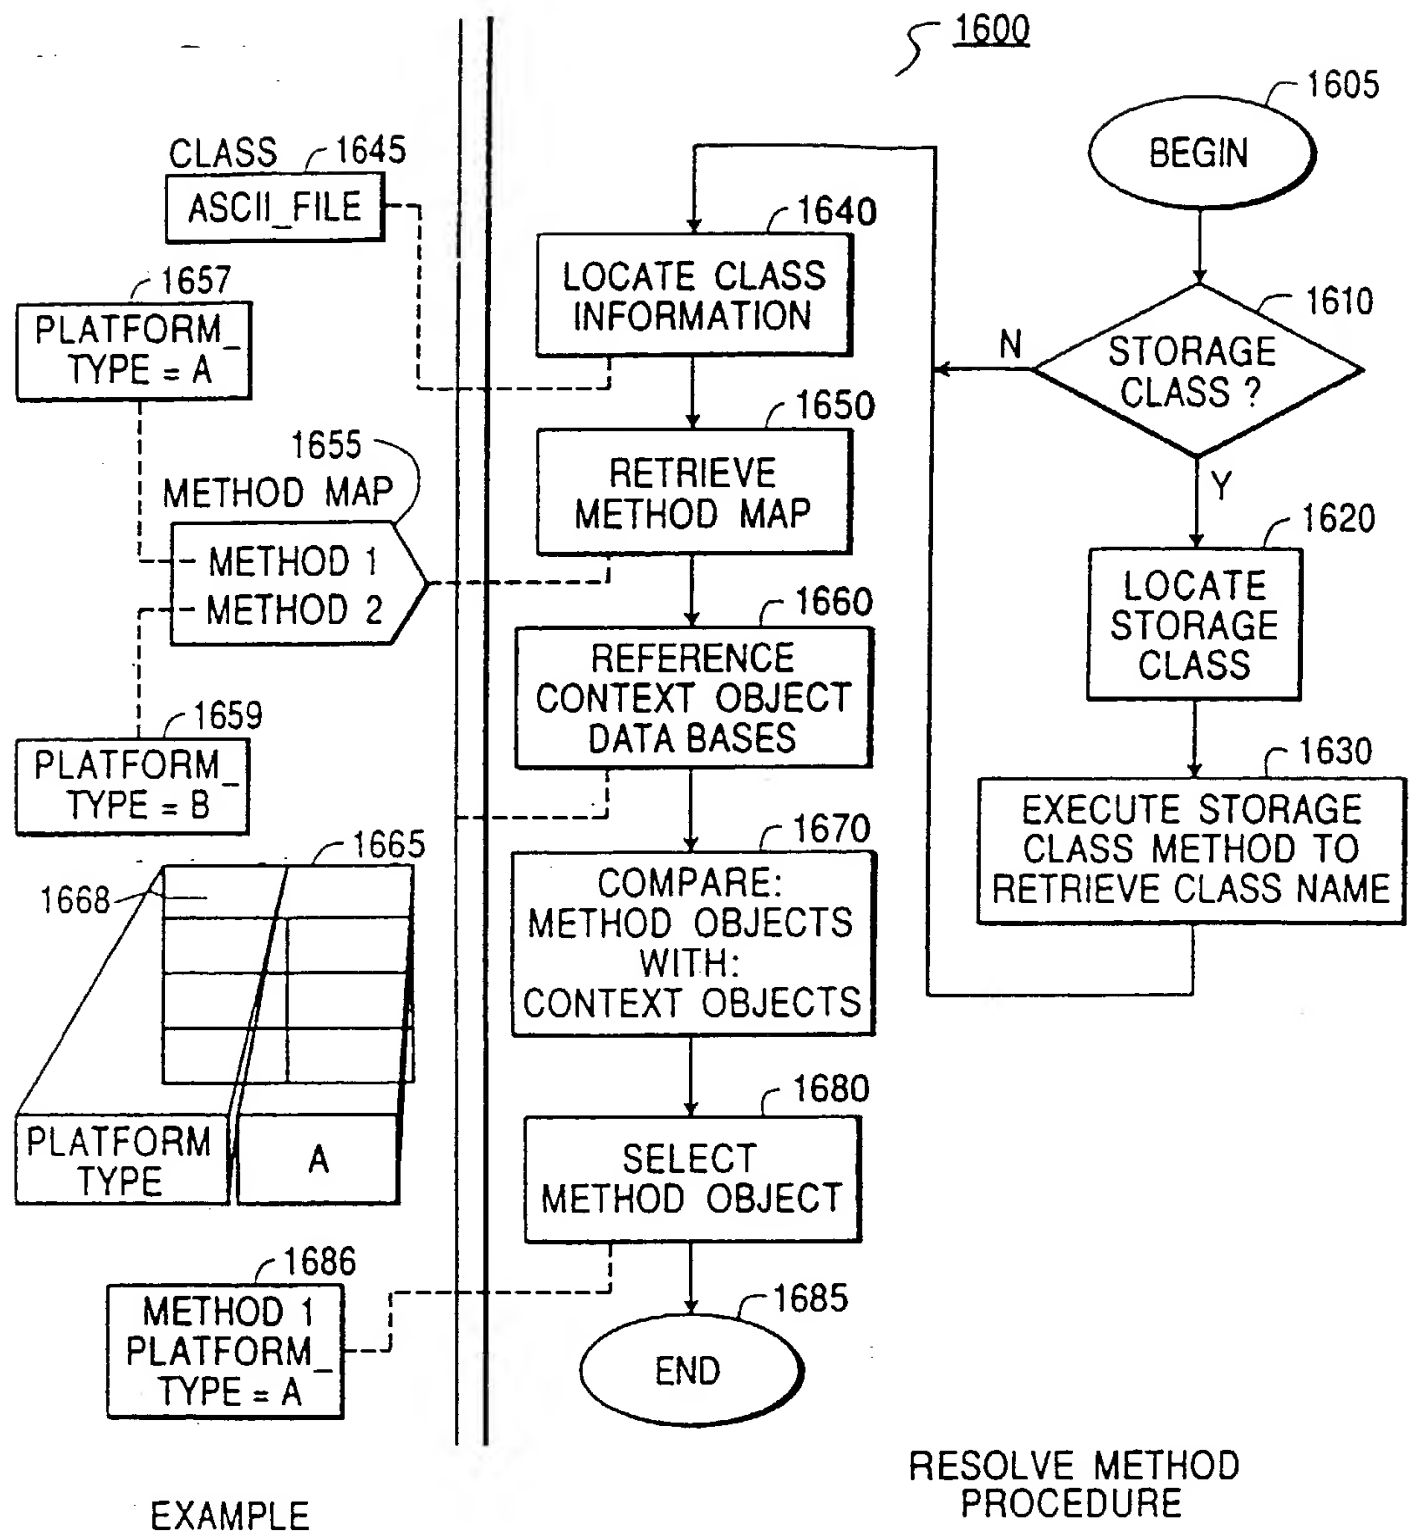 1600
1605
BEGIN
1610
STORAGE
CLASS ?
N
Y
1620
LOCATE
STORAGE
CLASS
1630
EXECUTE STORAGE
CLASS METHOD TO
RETRIEVE CLASS NAME
1640
LOCATE CLASS
INFORMATION
1650
RETRIEVE
METHOD MAP
1660
REFERENCE
CONTEXT OBJECT
DATA BASES
1670
COMPARE:
METHOD OBJECTS
WITH:
CONTEXT OBJECTS
1680
SELECT
METHOD OBJECT
1685
END
CLASS
1645
ASCII_FILE
1657
PLATFORM_
TYPE = A
1655
METHOD MAP
METHOD 1
METHOD 2
1659
PLATFORM_
TYPE = B
1665
1668
PLATFORM
TYPE
A
1686
METHOD 1
PLATFORM_
TYPE = A
EXAMPLE
RESOLVE METHOD
PROCEDURE